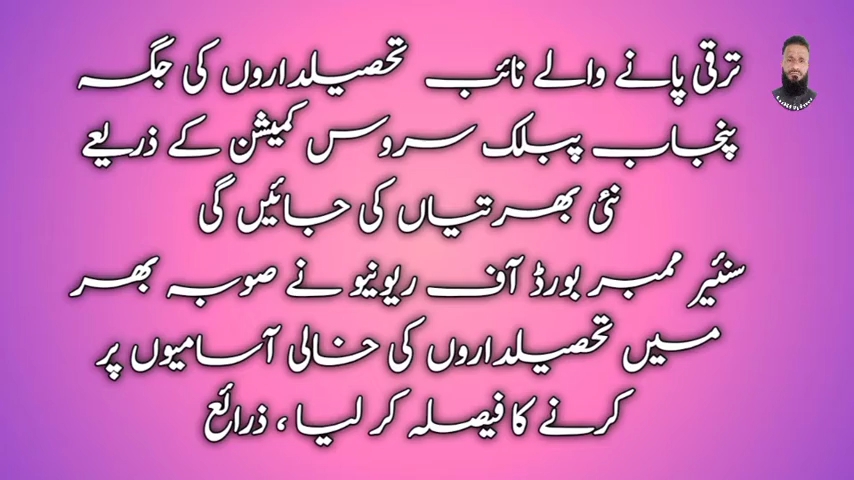 ترقی پانے والے نائب تحصیلداروں کی جگہ
پنجاب پبلک سروس کمیشن کے ذریعے
نئی بھرتیاں کی جائیں گی
سنئیر ممبر بورڈ آف ریونیو نے صوبہ بھر
میں تحصیلداروں کی خالی آسامیوں پر
کرنے کا فیصلہ کر لیا ، ذرائع